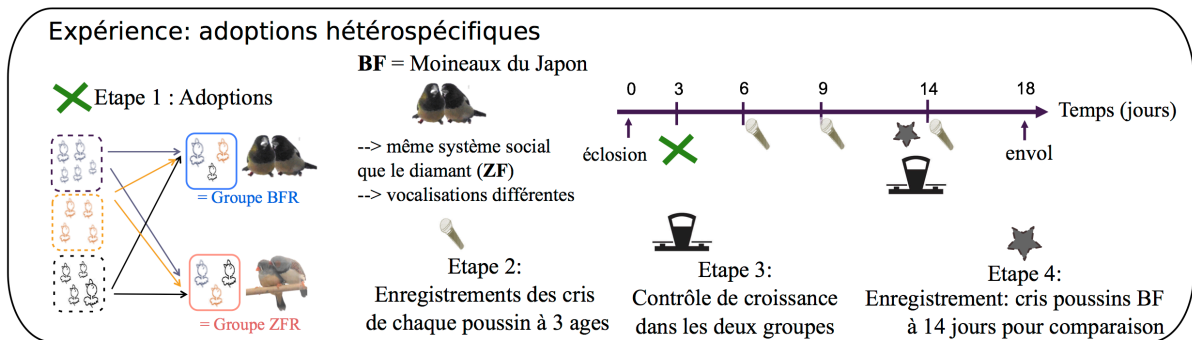 Expérience: adoptions hétérospécifiques
Etape 1 : Adoptions
= Groupe BFR
= Groupe ZFR
BF = Moineaux du Japon
--> même système social
que le diamant (ZF)
--> vocalisations différentes
Etape 2:
Enregistrements des cris
de chaque poussin à 3 ages
0 3 6 9 14 18
Temps (jours)
éclosion
envol
Etape 3:
Contrôle de croissance
dans les deux groupes
Etape 4:
Enregistrement: cris poussins BF
à 14 jours pour comparaison